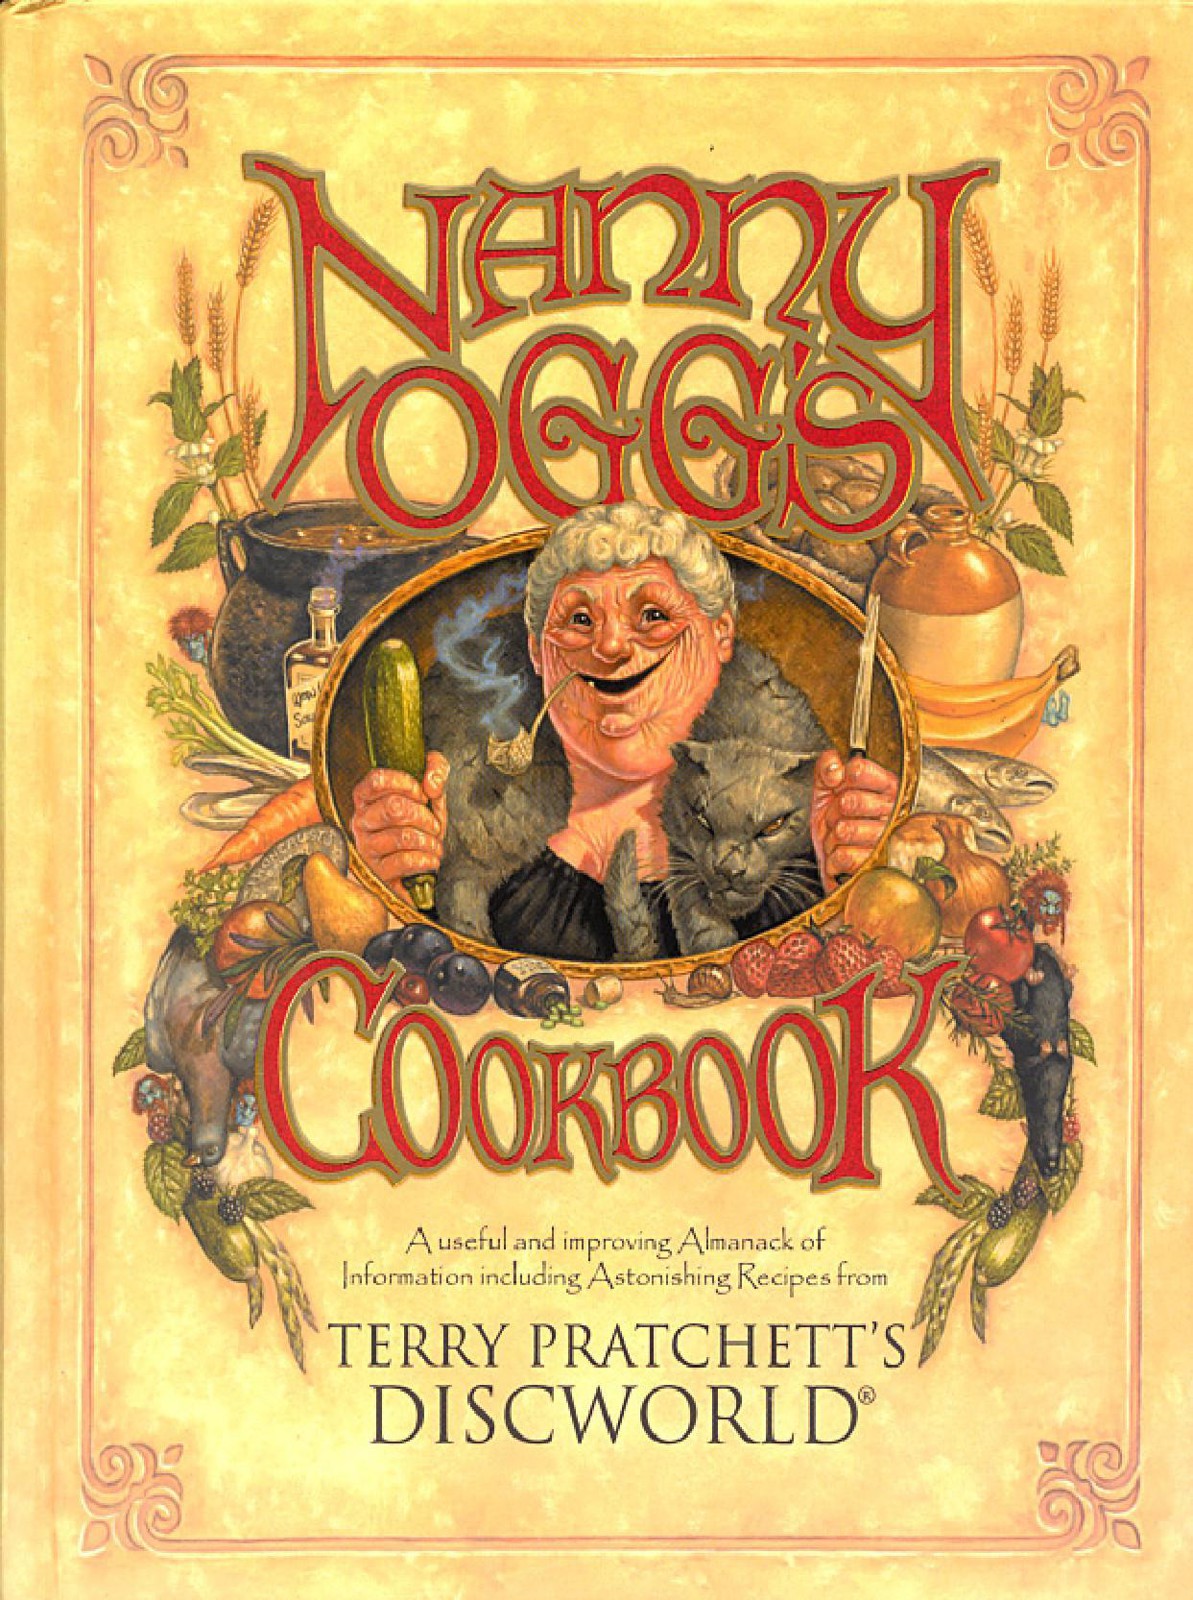 NANNY
OGG'S
COOKBOOK
A useful and improving Almanack of
Information including Astonishing Recipes from
TERRY PRATCHETT'S
DISCWORLD®